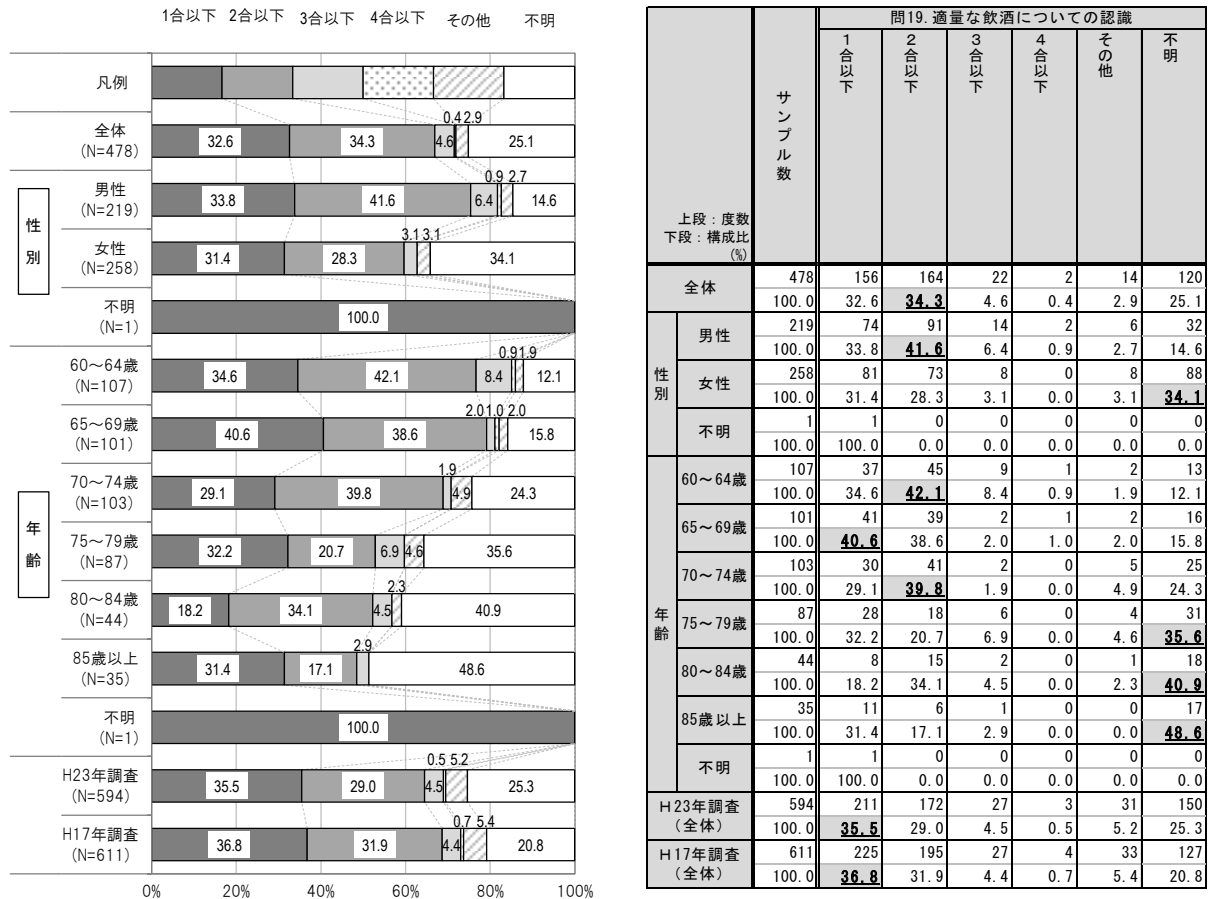 1合以下 2合以下 3合以下 4合以下 その他 不明
凡例
全体
(N=478)
32.6 34.3 4.6 0.4 2.9 25.1
性別
男性
(N=219)
33.8 41.6 6.4 0.9 2.7 14.6
女性
(N=258)
31.4 28.3 3.1 3.1 34.1
不明
(N=1)
100.0
年齢
60～64歳
(N=107)
34.6 42.1 8.4 0.9 1.9 12.1
65～69歳
(N=101)
40.6 38.6 2.0 1.0 2.0 15.8
70～74歳
(N=103)
29.1 39.8 1.9 4.9 24.3
75～79歳
(N=87)
32.2 20.7 6.9 4.6 35.6
80～84歳
(N=44)
18.2 34.1 4.5 2.3 40.9
85歳以上
(N=35)
31.4 17.1 2.9 48.6
不明
(N=1)
100.0
H23年調査
(N=594)
35.5 29.0 4.5 0.5 5.2 25.3
H17年調査
(N=611)
36.8 31.9 4.4 0.7 5.4 20.8
0% 20% 40% 60% 80% 100%
問19.適量な飲酒についての認識
上段：度数
下段：構成比
(%)
サンプル数 1合以下 2合以下 3合以下 4合以下 その他 不明
全体
478 156 164 22 2 14 120
100.0 32.6 34.3 4.6 0.4 2.9 25.1
性別
男性
219 74 91 14 2 6 32
100.0 33.8 41.6 6.4 0.9 2.7 14.6
女性
258 81 73 8 0 8 88
100.0 31.4 28.3 3.1 0.0 3.1 34.1
不明
1 1 0 0 0 0 0
100.0 100.0 0.0 0.0 0.0 0.0 0.0
年齢
60～64歳
107 37 45 9 1 2 13
100.0 34.6 42.1 8.4 0.9 1.9 12.1
65～69歳
101 41 39 2 1 2 16
100.0 40.6 38.6 2.0 1.0 2.0 15.8
70～74歳
103 30 41 2 0 5 25
100.0 29.1 39.8 1.9 0.0 4.9 24.3
75～79歳
87 28 18 6 0 4 31
100.0 32.2 20.7 6.9 0.0 4.6 35.6
80～84歳
44 8 15 2 0 1 18
100.0 18.2 34.1 4.5 0.0 2.3 40.9
85歳以上
35 11 6 1 0 0 17
100.0 31.4 17.1 2.9 0.0 0.0 48.6
不明
1 1 0 0 0 0 0
100.0 100.0 0.0 0.0 0.0 0.0 0.0
Ｈ23年調査
(全体)
594 211 172 27 3 31 150
100.0 35.5 29.0 4.5 0.5 5.2 25.3
Ｈ17年調査
(全体)
611 225 195 27 4 33 127
100.0 36.8 31.9 4.4 0.7 5.4 20.8